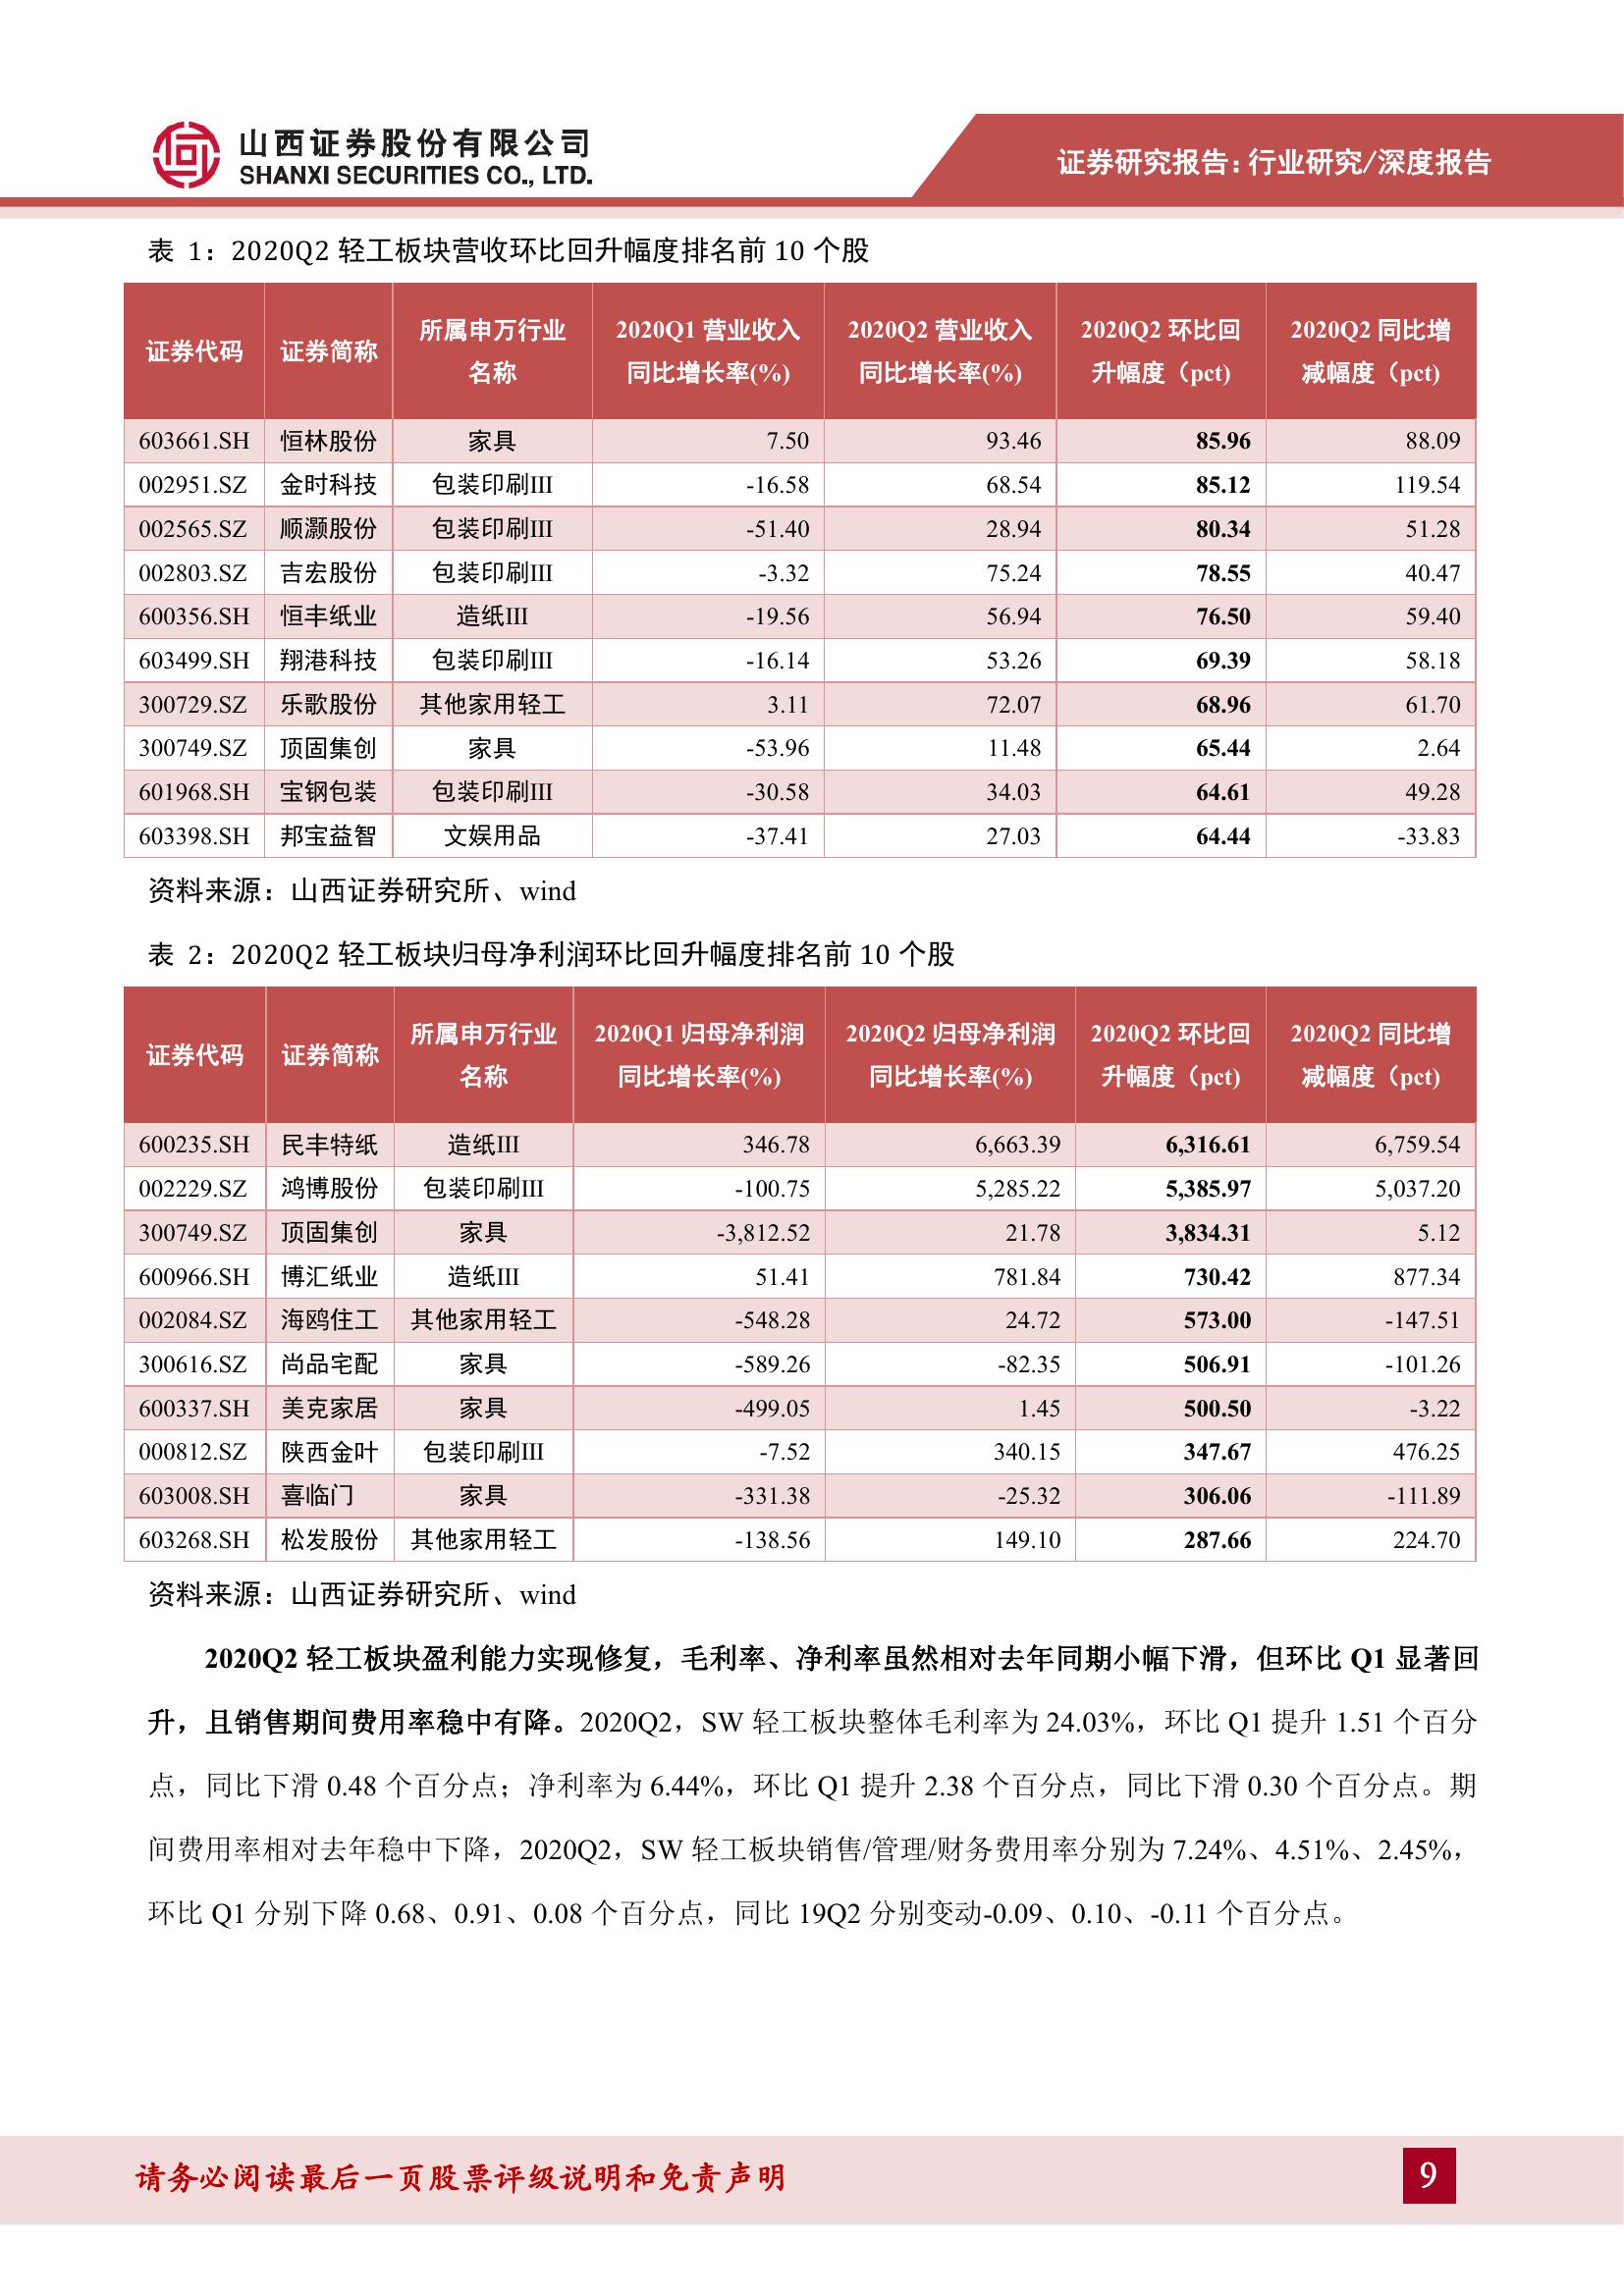 山西证券股份有限公司
SHANXI SECURITIES CO., LTD.
证券研究报告：行业研究/深度报告
表 1：2020Q2 轻工板块营收环比回升幅度排名前 10 个股
证券代码 证券简称 所属申万行业名称 2020Q1 营业收入同比增长率(%) 2020Q2 营业收入同比增长率(%) 2020Q2 环比回升幅度（pct) 2020Q2 同比增减幅度（pct)
603661.SH 恒林股份 家具 7.50 93.46 85.96 88.09
002951.SZ 金时科技 包装印刷III -16.58 68.54 85.12 119.54
002565.SZ 顺灏股份 包装印刷III -51.40 28.94 80.34 51.28
002803.SZ 吉宏股份 包装印刷III -3.32 75.24 78.55 40.47
600356.SH 恒丰纸业 造纸III -19.56 56.94 76.50 59.40
603499.SH 翔港科技 包装印刷III -16.14 53.26 69.39 58.18
300729.SZ 乐歌股份 其他家用轻工 3.11 72.07 68.96 61.70
300749.SZ 顶固集创 家具 -53.96 11.48 65.44 2.64
601968.SH 宝钢包装 包装印刷III -30.58 34.03 64.61 49.28
603398.SH 邦宝益智 文娱用品 -37.41 27.03 64.44 -33.83
资料来源：山西证券研究所、wind
表 2：2020Q2 轻工板块归母净利润环比回升幅度排名前 10 个股
证券代码 证券简称 所属申万行业名称 2020Q1 归母净利润同比增长率(%) 2020Q2 归母净利润同比增长率(%) 2020Q2 环比回升幅度（pct) 2020Q2 同比增减幅度（pct)
600235.SH 民丰特纸 造纸III 346.78 6,663.39 6,316.61 6,759.54
002229.SZ 鸿博股份 包装印刷III -100.75 5,285.22 5,385.97 5,037.20
300749.SZ 顶固集创 家具 -3,812.52 21.78 3,834.31 5.12
600966.SH 博汇纸业 造纸III 51.41 781.84 730.42 877.34
002084.SZ 海鸥住工 其他家用轻工 -548.28 24.72 573.00 -147.51
300616.SZ 尚品宅配 家具 -589.26 -82.35 506.91 -101.26
600337.SH 美克家居 家具 -499.05 1.45 500.50 -3.22
000812.SZ 陕西金叶 包装印刷III -7.52 340.15 347.67 476.25
603008.SH 喜临门 家具 -331.38 -25.32 306.06 -111.89
603268.SH 松发股份 其他家用轻工 -138.56 149.10 287.66 224.70
资料来源：山西证券研究所、wind
2020Q2 轻工板块盈利能力实现修复，毛利率、净利率虽然相对去年同期小幅下滑，但环比 Q1 显著回
升，且销售期间费用率稳中有降。2020Q2，SW 轻工板块整体毛利率为 24.03%，环比 Q1 提升 1.51 个百分
点，同比下滑 0.48 个百分点；净利率为 6.44%，环比 Q1 提升 2.38 个百分点，同比下滑 0.30 个百分点。期
间费用率相对去年稳中下降，2020Q2，SW 轻工板块销售/管理/财务费用率分别为 7.24%、4.51%、2.45%，
环比 Q1 分别下降 0.68、0.91、0.08 个百分点，同比 19Q2 分别变动-0.09、0.10、-0.11 个百分点。
请务必阅读最后一页股票评级说明和免责声明
9